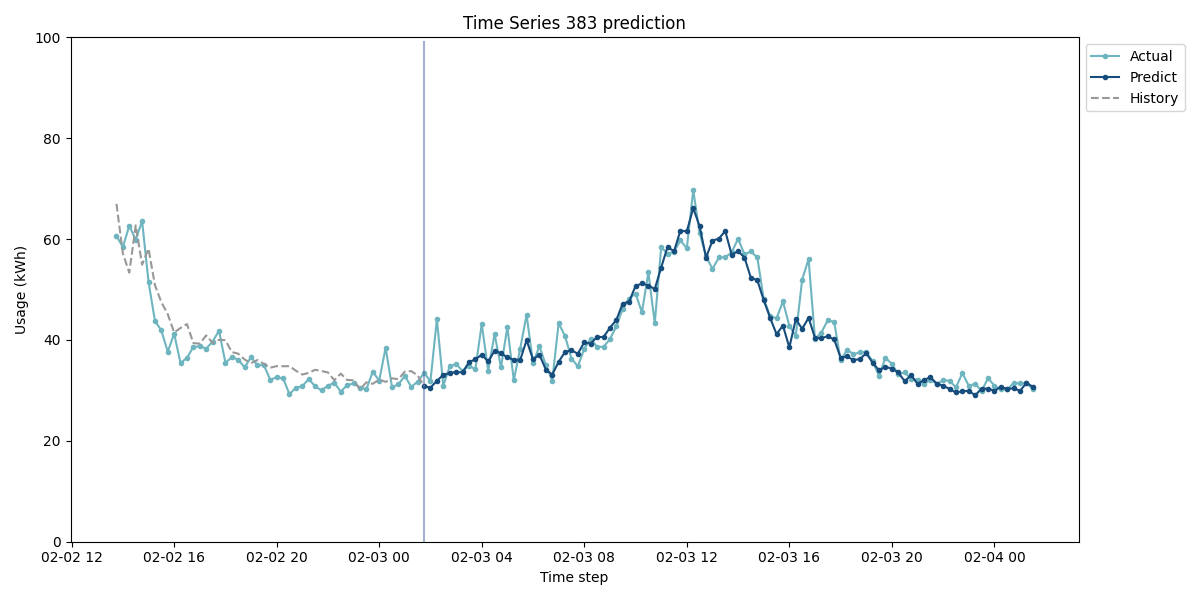 Time Series 383 prediction
100
80
60
40
20
0
Usage (kWh)
02-02 12
02-02 16
02-02 20
02-03 00
02-03 04
02-03 08
02-03 12
02-03 16
02-03 20
02-04 00
Time step
Actual
Predict
History